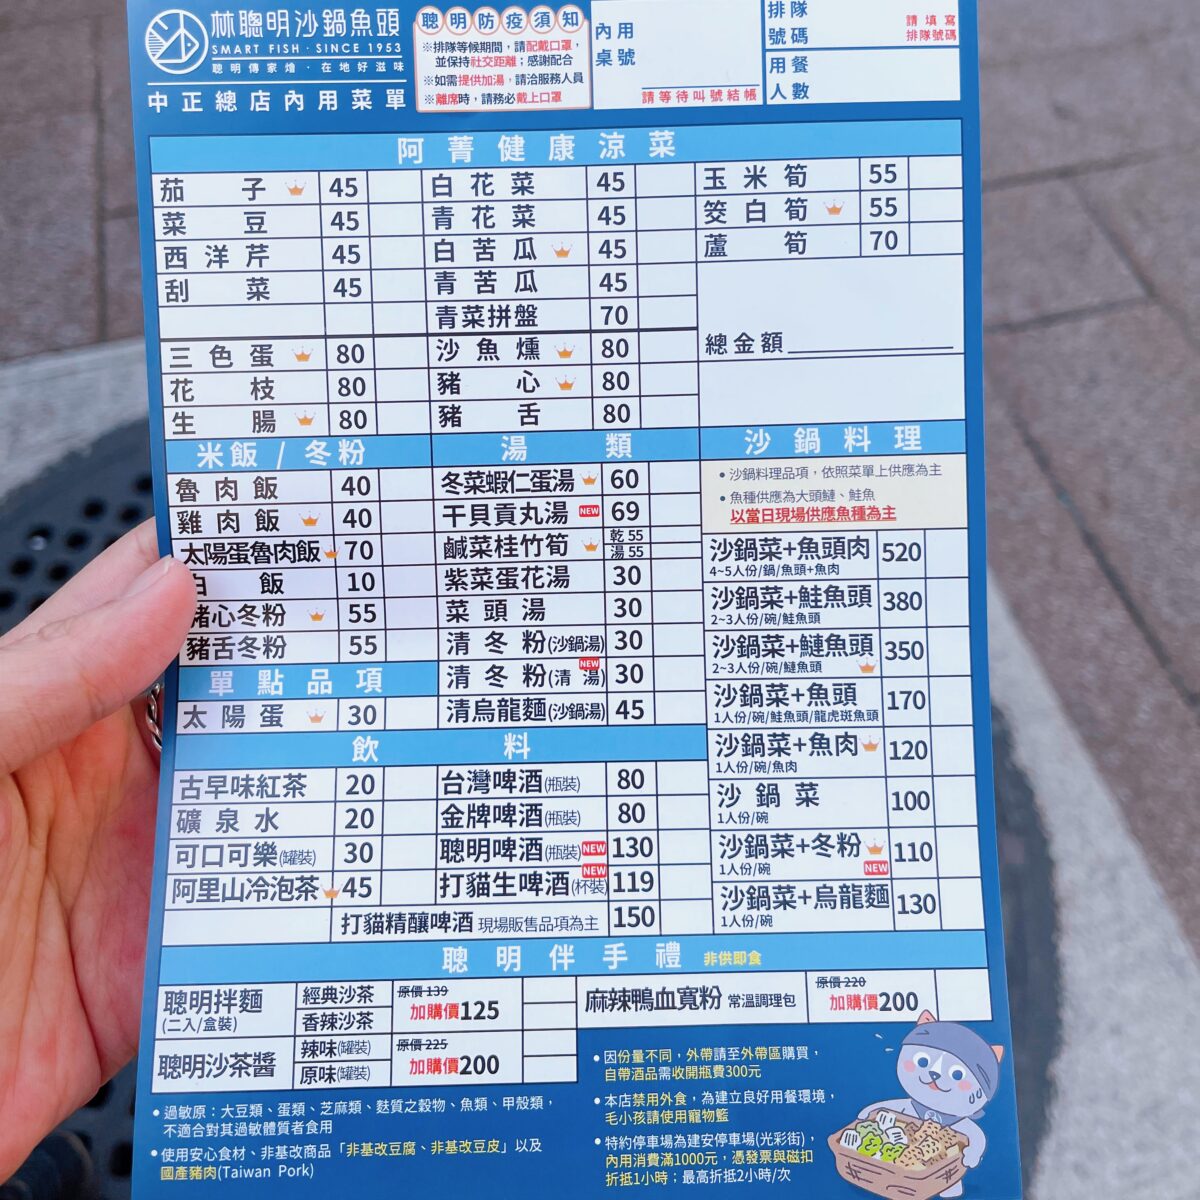 林聰明沙鍋魚頭
SMART FISH · SINCE 1953
聰明傳家燴 · 在地好滋味
中正總店內用菜單
聰明防疫須知
※排隊等候期間,請配戴口罩,
並保持社交距離;感謝配合
※如需提供加湯,請洽服務人員
※離席時,請務必戴上口罩
內用
桌號
請等待叫號結帳
排隊
號碼
請填寫
排隊號碼
用餐
人數
阿菁健康涼菜
茄子 45
菜豆 45
西洋芹 45
刮菜 45
白花菜 45
青花菜 45
白苦瓜 45
青苦瓜 45
青菜拼盤 70
玉米筍 55
筊白筍 55
蘆筍 70
三色蛋 80
花枝 80
生腸 80
沙魚燻 80
豬心 80
豬舌 80
總金額
米飯 / 冬粉
魯肉飯 40
雞肉飯 40
太陽蛋魯肉飯 70
白飯 10
豬心冬粉 55
豬舌冬粉 55
單點品項
太陽蛋 30
湯類
冬菜蝦仁蛋湯 60
干貝貢丸湯 NEW 69
鹹菜桂竹筍 乾 55
湯 55
紫菜蛋花湯 30
菜頭湯 30
清冬粉(沙鍋湯) 30
清冬粉(清湯) NEW 30
清烏龍麵(沙鍋湯) 45
沙鍋料理
• 沙鍋料理品項,依照菜單上供應為主
• 魚種供應為大頭鰱、鮭魚
以當日現場供應魚種為主
沙鍋菜+魚頭肉 520
4~5人份/鍋/魚頭+魚肉
沙鍋菜+鮭魚頭 380
2~3人份/碗/鮭魚頭
沙鍋菜+鰱魚頭 350
2~3人份/碗/鰱魚頭
沙鍋菜+魚頭 170
1人份/碗/鮭魚頭/龍虎斑魚頭
沙鍋菜+魚肉 120
1人份/碗/魚肉
沙鍋菜 100
1人份/碗
沙鍋菜+冬粉 110
1人份/碗 NEW
沙鍋菜+烏龍麵 130
1人份/碗
飲料
古早味紅茶 20
礦泉水 20
可口可樂(罐裝) 30
阿里山冷泡茶 45
台灣啤酒(瓶裝) 80
金牌啤酒(瓶裝) 80
聰明啤酒(瓶裝) NEW 130
打貓生啤酒(杯裝) NEW 119
打貓精釀啤酒 現場販售品項為主 150
聰明伴手禮 非供即食
聰明拌麵
(二入/盒裝)
經典沙茶
香辣沙茶
原價 139
加購價125
聰明沙茶醬
辣味(罐裝)
原味(罐裝)
原價 225
加購價200
麻辣鴨血寬粉 常溫調理包
原價 220
加購價200
• 過敏原:大豆類、蛋類、芝麻類、麩質之穀物、魚類、甲殼類,
不適合對其過敏體質者食用
• 使用安心食材、非基改商品「非基改豆腐、非基改豆皮」以及
國產豬肉(Taiwan Pork)
• 因份量不同,外帶請至外帶區購買,
自帶酒品需收開瓶費300元
• 本店禁用外食,為建立良好用餐環境,
毛小孩請使用寵物籃
• 特約停車場為建安停車場(光彩街),
內用消費滿1000元,憑發票與磁扣
折抵1小時;最高折抵2小時/次